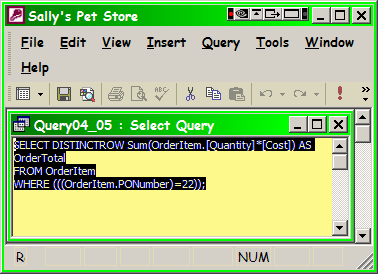 Sally's Pet Store
File Edit View Insert Query Tools Window
Help
Query04_05 : Select Query
SELECT DISTINCTROW Sum(OrderItem.[Quantity]*[Cost]) AS
OrderTotal
FROM OrderItem
WHERE (((OrderItem.PONumber)=22));
R NUM